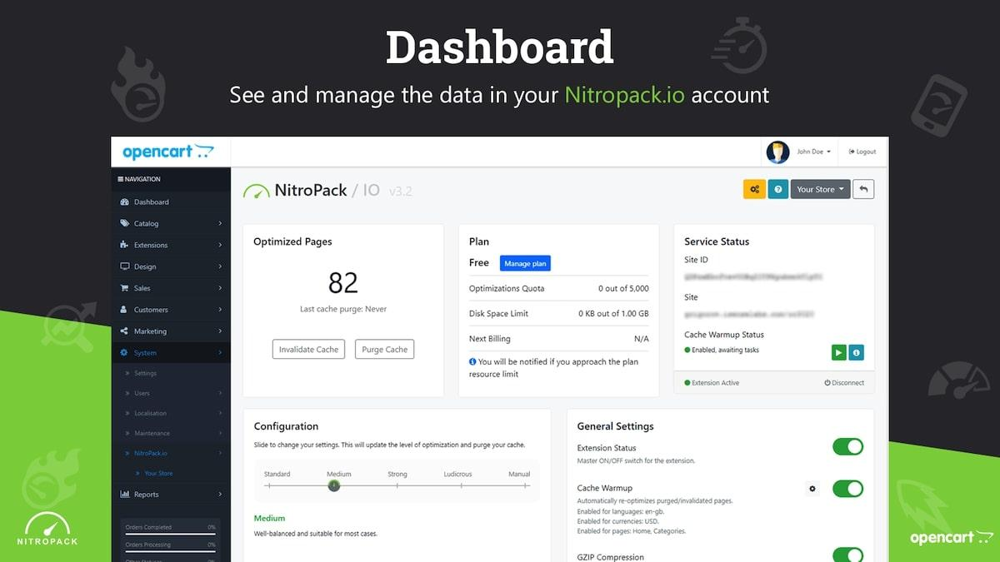 Dashboard
See and manage the data in your Nitropack.io account
opencart
John Doe
Logout
NAVIGATION
Dashboard
Catalog
Extensions
Design
Sales
Customers
Marketing
System
Settings
Users
Localisation
Maintenance
NitroPack.io
Your Store
Reports
Orders Completed 0%
Orders Processing 0%
NitroPack / IO v3.2
Your Store
Optimized Pages
82
Last cache purge: Never
Invalidate Cache
Purge Cache
Plan
Free Manage plan
Optimizations Quota 0 out of 5,000
Disk Space Limit 0 KB out of 1.00 GB
Next Billing N/A
You will be notified if you approach the plan
resource limit
Service Status
Site ID
Site
Cache Warmup Status
Enabled, awaiting tasks
Extension Active Disconnect
Configuration
Slide to change your settings. This will update the level of optimization and purge your cache.
Standard Medium Strong Ludicrous Manual
Medium
Well-balanced and suitable for most cases.
General Settings
Extension Status
Master ON/OFF switch for the extension.
Cache Warmup
Automatically re-optimizes purged/invalidated pages.
Enabled for languages: en-gb.
Enabled for currencies: USD.
Enabled for pages: Home, Categories.
GZIP Compression
NITROPACK
opencart